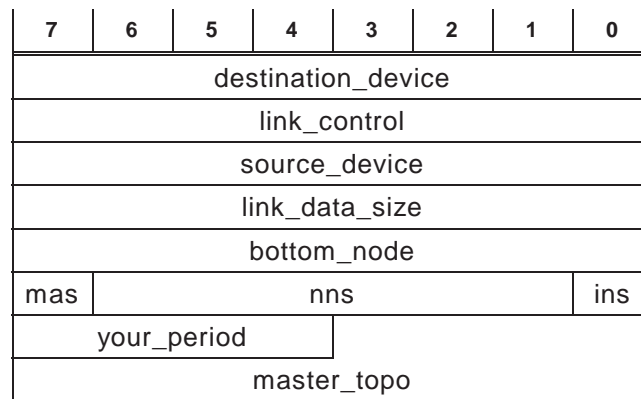 7 6 5 4 3 2 1 0
destination_device
link_control
source_device
link_data_size
bottom_node
mas nns ins
your_period
master_topo